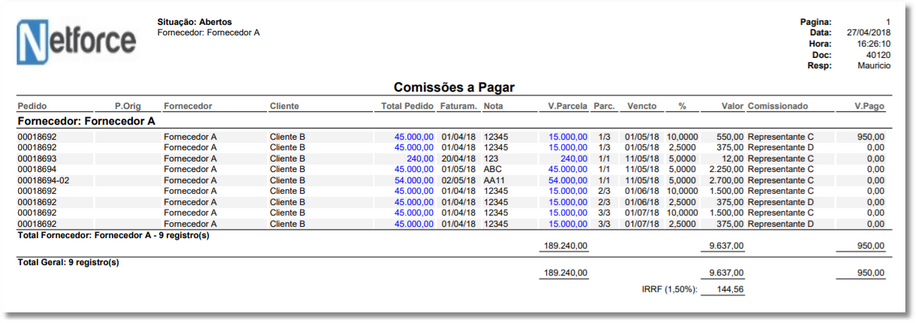 Netforce
Situação: Abertos
Fornecedor: Fornecedor A
Pagina: 1
Data: 27/04/2018
Hora: 16:26:10
Doc: 40120
Resp: Mauricio
Comissões a Pagar
Pedido P.Orig Fornecedor Cliente Total Pedido Faturam. Nota V.Parcela Parc. Vencto % Valor Comissionado V.Pago
Fornecedor: Fornecedor A
00018692 Fornecedor A Cliente B 45.000,00 01/04/18 12345 15.000,00 1/3 01/05/18 10,0000 550,00 Representante C 950,00
00018692 Fornecedor A Cliente B 45.000,00 01/04/18 12345 15.000,00 1/3 01/05/18 2,5000 375,00 Representante D 0,00
00018693 Fornecedor A Cliente B 240,00 20/04/18 123 240,00 1/1 11/05/18 5,0000 12,00 Representante C 0,00
00018694 Fornecedor A Cliente B 45.000,00 01/05/18 ABC 45.000,00 1/1 11/05/18 5,0000 2.250,00 Representante C 0,00
00018694-02 Fornecedor A Cliente B 54.000,00 02/05/18 AA11 54.000,00 1/1 11/05/18 5,0000 2.700,00 Representante C 0,00
00018692 Fornecedor A Cliente B 45.000,00 01/04/18 12345 15.000,00 2/3 01/06/18 10,0000 1.500,00 Representante C 0,00
00018692 Fornecedor A Cliente B 45.000,00 01/04/18 12345 15.000,00 2/3 01/06/18 2,5000 375,00 Representante D 0,00
00018692 Fornecedor A Cliente B 45.000,00 01/04/18 12345 15.000,00 3/3 01/07/18 10,0000 1.500,00 Representante C 0,00
00018692 Fornecedor A Cliente B 45.000,00 01/04/18 12345 15.000,00 3/3 01/07/18 2,5000 375,00 Representante D 0,00
Total Fornecedor: Fornecedor A - 9 registro(s)
189.240,00 9.637,00 950,00
Total Geral: 9 registro(s)
189.240,00 9.637,00 950,00
IRRF (1,50%): 144,56